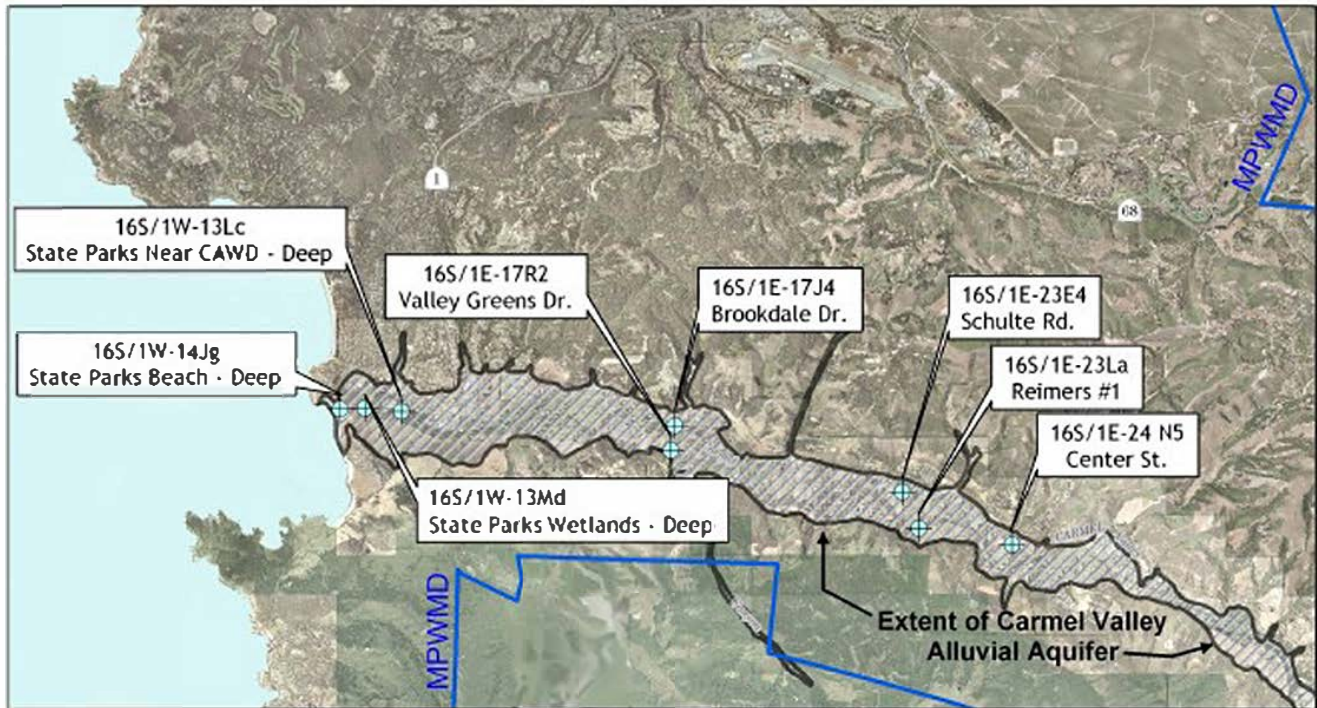 MPWMD
1
68
16S/1W-13Lc
State Parks Near CAWD - Deep
16S/1E-17R2
Valley Greens Dr.
16S/1E-17J4
Brookdale Dr.
16S/1E-23E4
Schulte Rd.
16S/1W-14Jg
State Parks Beach - Deep
16S/1E-23La
Reimers #1
16S/1E-24 N5
Center St.
16S/1W-13Md
State Parks Wetlands - Deep
CARMEL
MPWMD
Extent of Carmel Valley
Alluvial Aquifer